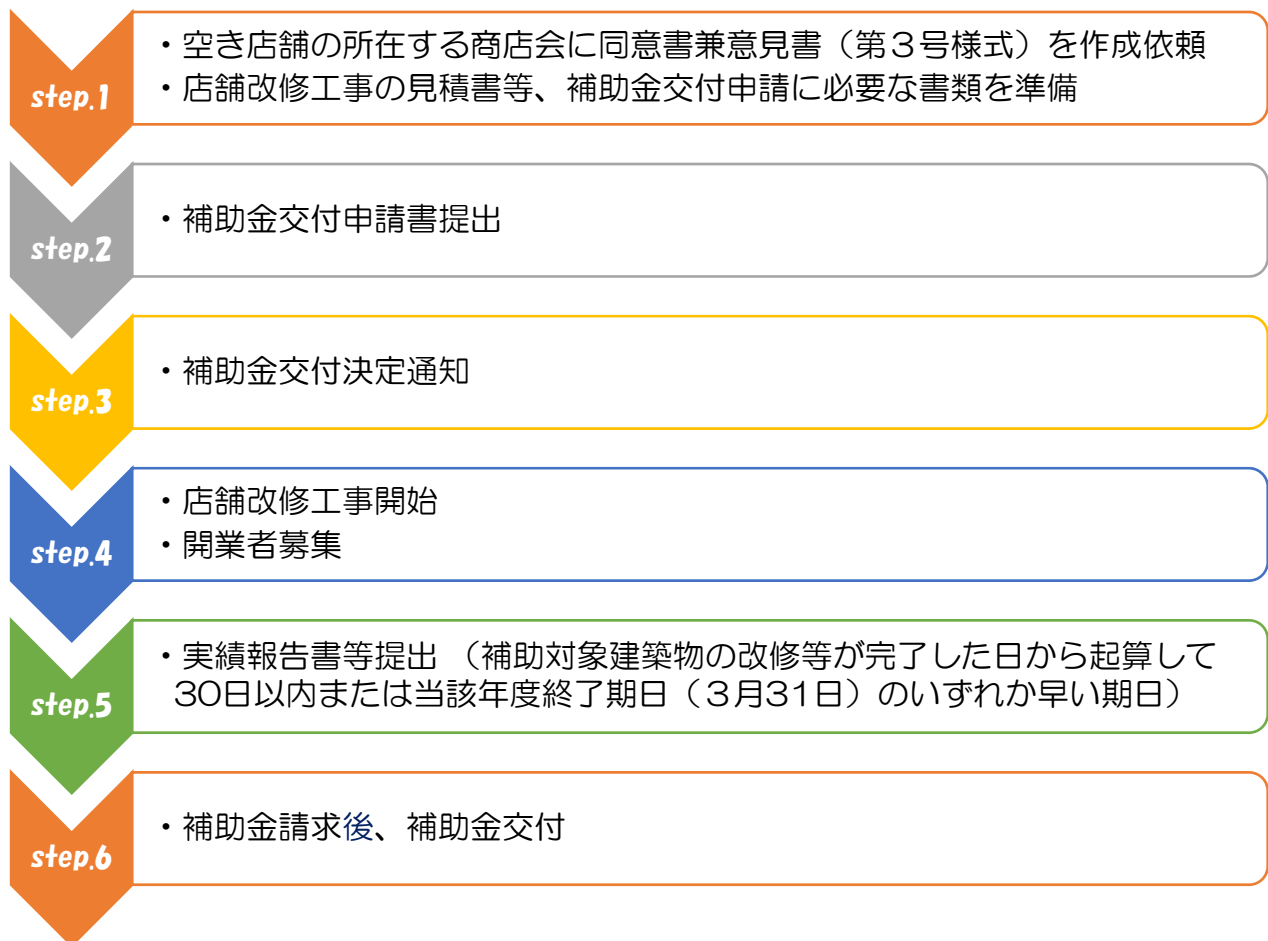 step.1
・空き店舗の所在する商店会に同意書兼意見書（第３号様式）を作成依頼
・店舗改修工事の見積書等、補助金交付申請に必要な書類を準備
step.2
・補助金交付申請書提出
step.3
・補助金交付決定通知
step.4
・店舗改修工事開始
・開業者募集
step.5
・実績報告書等提出 （補助対象建築物の改修等が完了した日から起算して
30日以内または当該年度終了期日（３月31日）のいずれか早い期日）
step.6
・補助金請求後、補助金交付